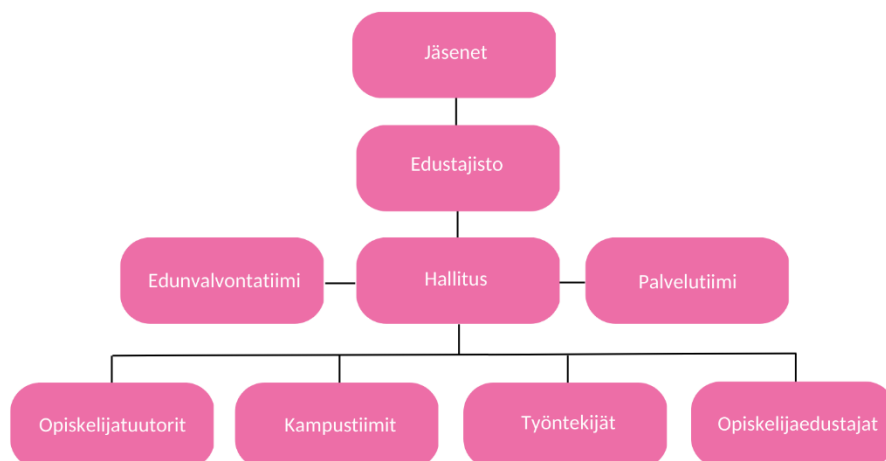 Jäsenet
Edustajisto
Edunvalvontatiimi
Hallitus
Palvelutiimi
Opiskelijatuutorit
Kampustiimit
Työntekijät
Opiskelijaedustajat